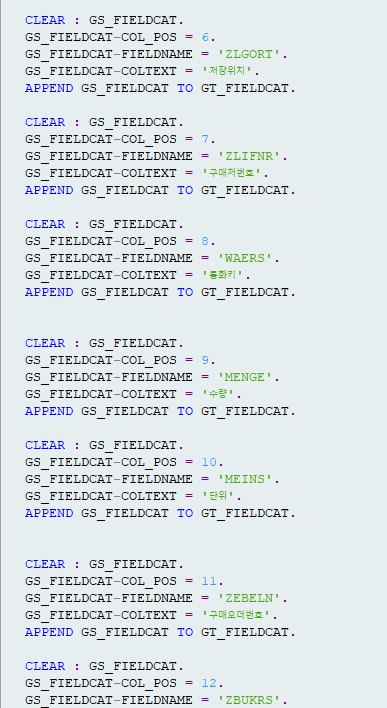 CLEAR : GS_FIELDCAT.
GS_FIELDCAT-COL_POS = 6.
GS_FIELDCAT-FIELDNAME = 'ZLGORT'.
GS_FIELDCAT-COLTEXT = '저장위치'.
APPEND GS_FIELDCAT TO GT_FIELDCAT.
CLEAR : GS_FIELDCAT.
GS_FIELDCAT-COL_POS = 7.
GS_FIELDCAT-FIELDNAME = 'ZLIFNR'.
GS_FIELDCAT-COLTEXT = '구매처번호'.
APPEND GS_FIELDCAT TO GT_FIELDCAT.
CLEAR : GS_FIELDCAT.
GS_FIELDCAT-COL_POS = 8.
GS_FIELDCAT-FIELDNAME = 'WAERS'.
GS_FIELDCAT-COLTEXT = '통화키'.
APPEND GS_FIELDCAT TO GT_FIELDCAT.
CLEAR : GS_FIELDCAT.
GS_FIELDCAT-COL_POS = 9.
GS_FIELDCAT-FIELDNAME = 'MENGE'.
GS_FIELDCAT-COLTEXT = '수량'.
APPEND GS_FIELDCAT TO GT_FIELDCAT.
CLEAR : GS_FIELDCAT.
GS_FIELDCAT-COL_POS = 10.
GS_FIELDCAT-FIELDNAME = 'MEINS'.
GS_FIELDCAT-COLTEXT = '단위'.
APPEND GS_FIELDCAT TO GT_FIELDCAT.
CLEAR : GS_FIELDCAT.
GS_FIELDCAT-COL_POS = 11.
GS_FIELDCAT-FIELDNAME = 'ZEBELN'.
GS_FIELDCAT-COLTEXT = '구매오더번호'.
APPEND GS_FIELDCAT TO GT_FIELDCAT.
CLEAR : GS_FIELDCAT.
GS_FIELDCAT-COL_POS = 12.
GS_FIELDCAT-FIELDNAME = 'ZBUKRS'.